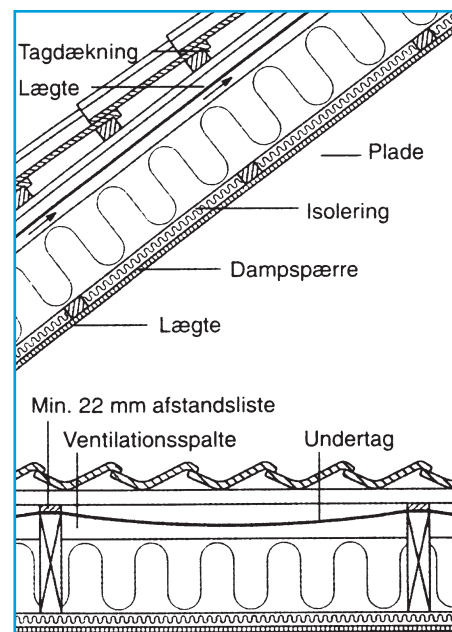 Tagdækning
Lægte
Plade
Isolering
Dampspærre
Lægte
Min. 22 mm afstandsliste
Ventilationsspalte
Undertag